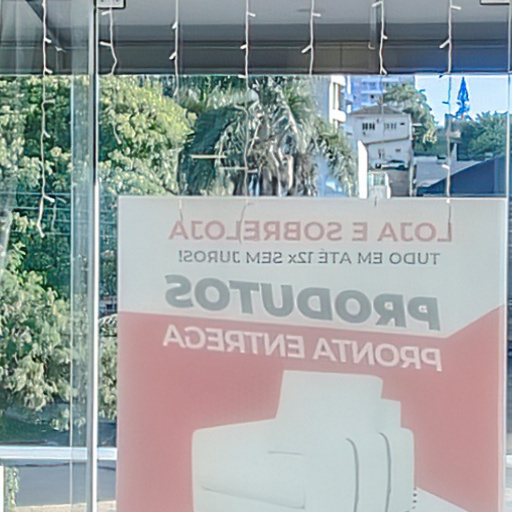 LOJA E SOBRELOJA
TUDO EM ATÉ 12x SEM JUROS!
PRODUTOS
PRONTA ENTREGA